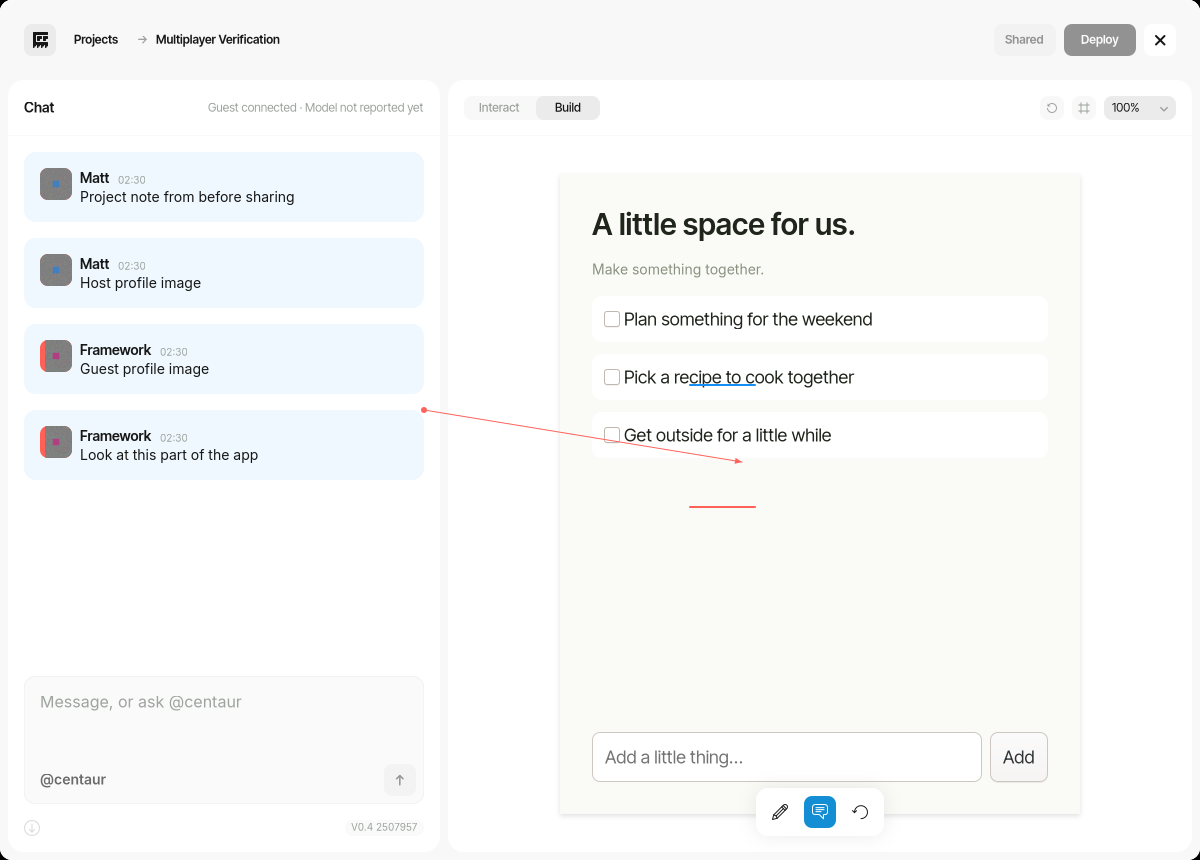 Projects → Multiplayer Verification
Shared
Deploy
Chat
Guest connected · Model not reported yet
Matt 02:30
Project note from before sharing
Matt 02:30
Host profile image
Framework 02:30
Guest profile image
Framework 02:30
Look at this part of the app
Message, or ask @centaur
@centaur
V0.4 2507957
Interact
Build
100%
A little space for us.
Make something together.
Plan something for the weekend
Pick a recipe to cook together
Get outside for a little while
Add a little thing...
Add